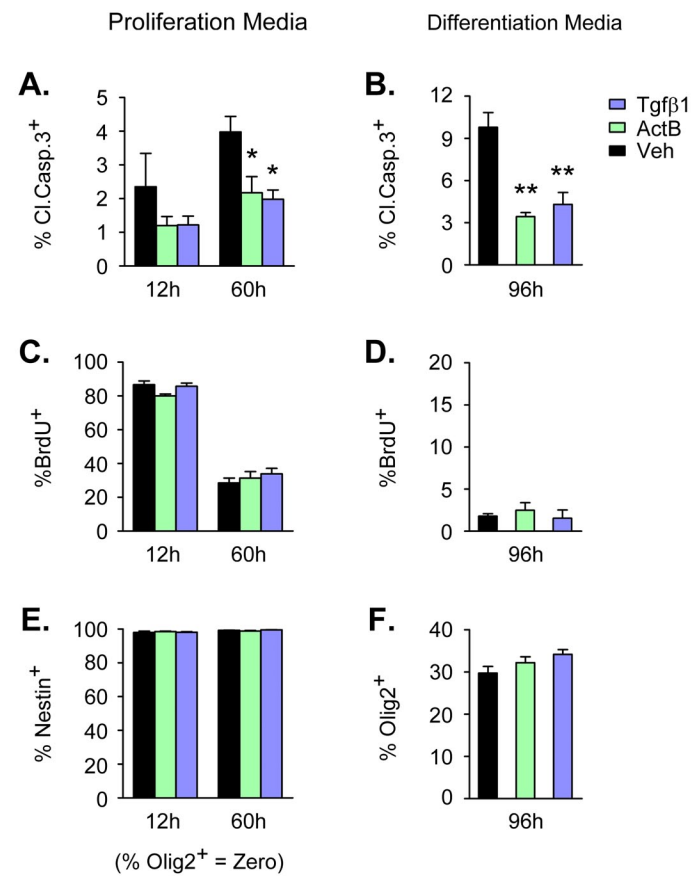 Proliferation Media
Differentiation Media
A.
% Cl.Casp.3+
5
4
3
2
1
0
* *
12h 60h
B.
% Cl.Casp.3+
12
9
6
3
0
** **
96h
Tgfβ1
ActB
Veh
C.
%BrdU+
100
80
60
40
20
0
12h 60h
D.
%BrdU+
20
15
10
5
0
96h
E.
% Nestin+
100
80
60
40
20
0
12h 60h
(% Olig2+ = Zero)
F.
% Olig2+
40
30
20
10
0
96h